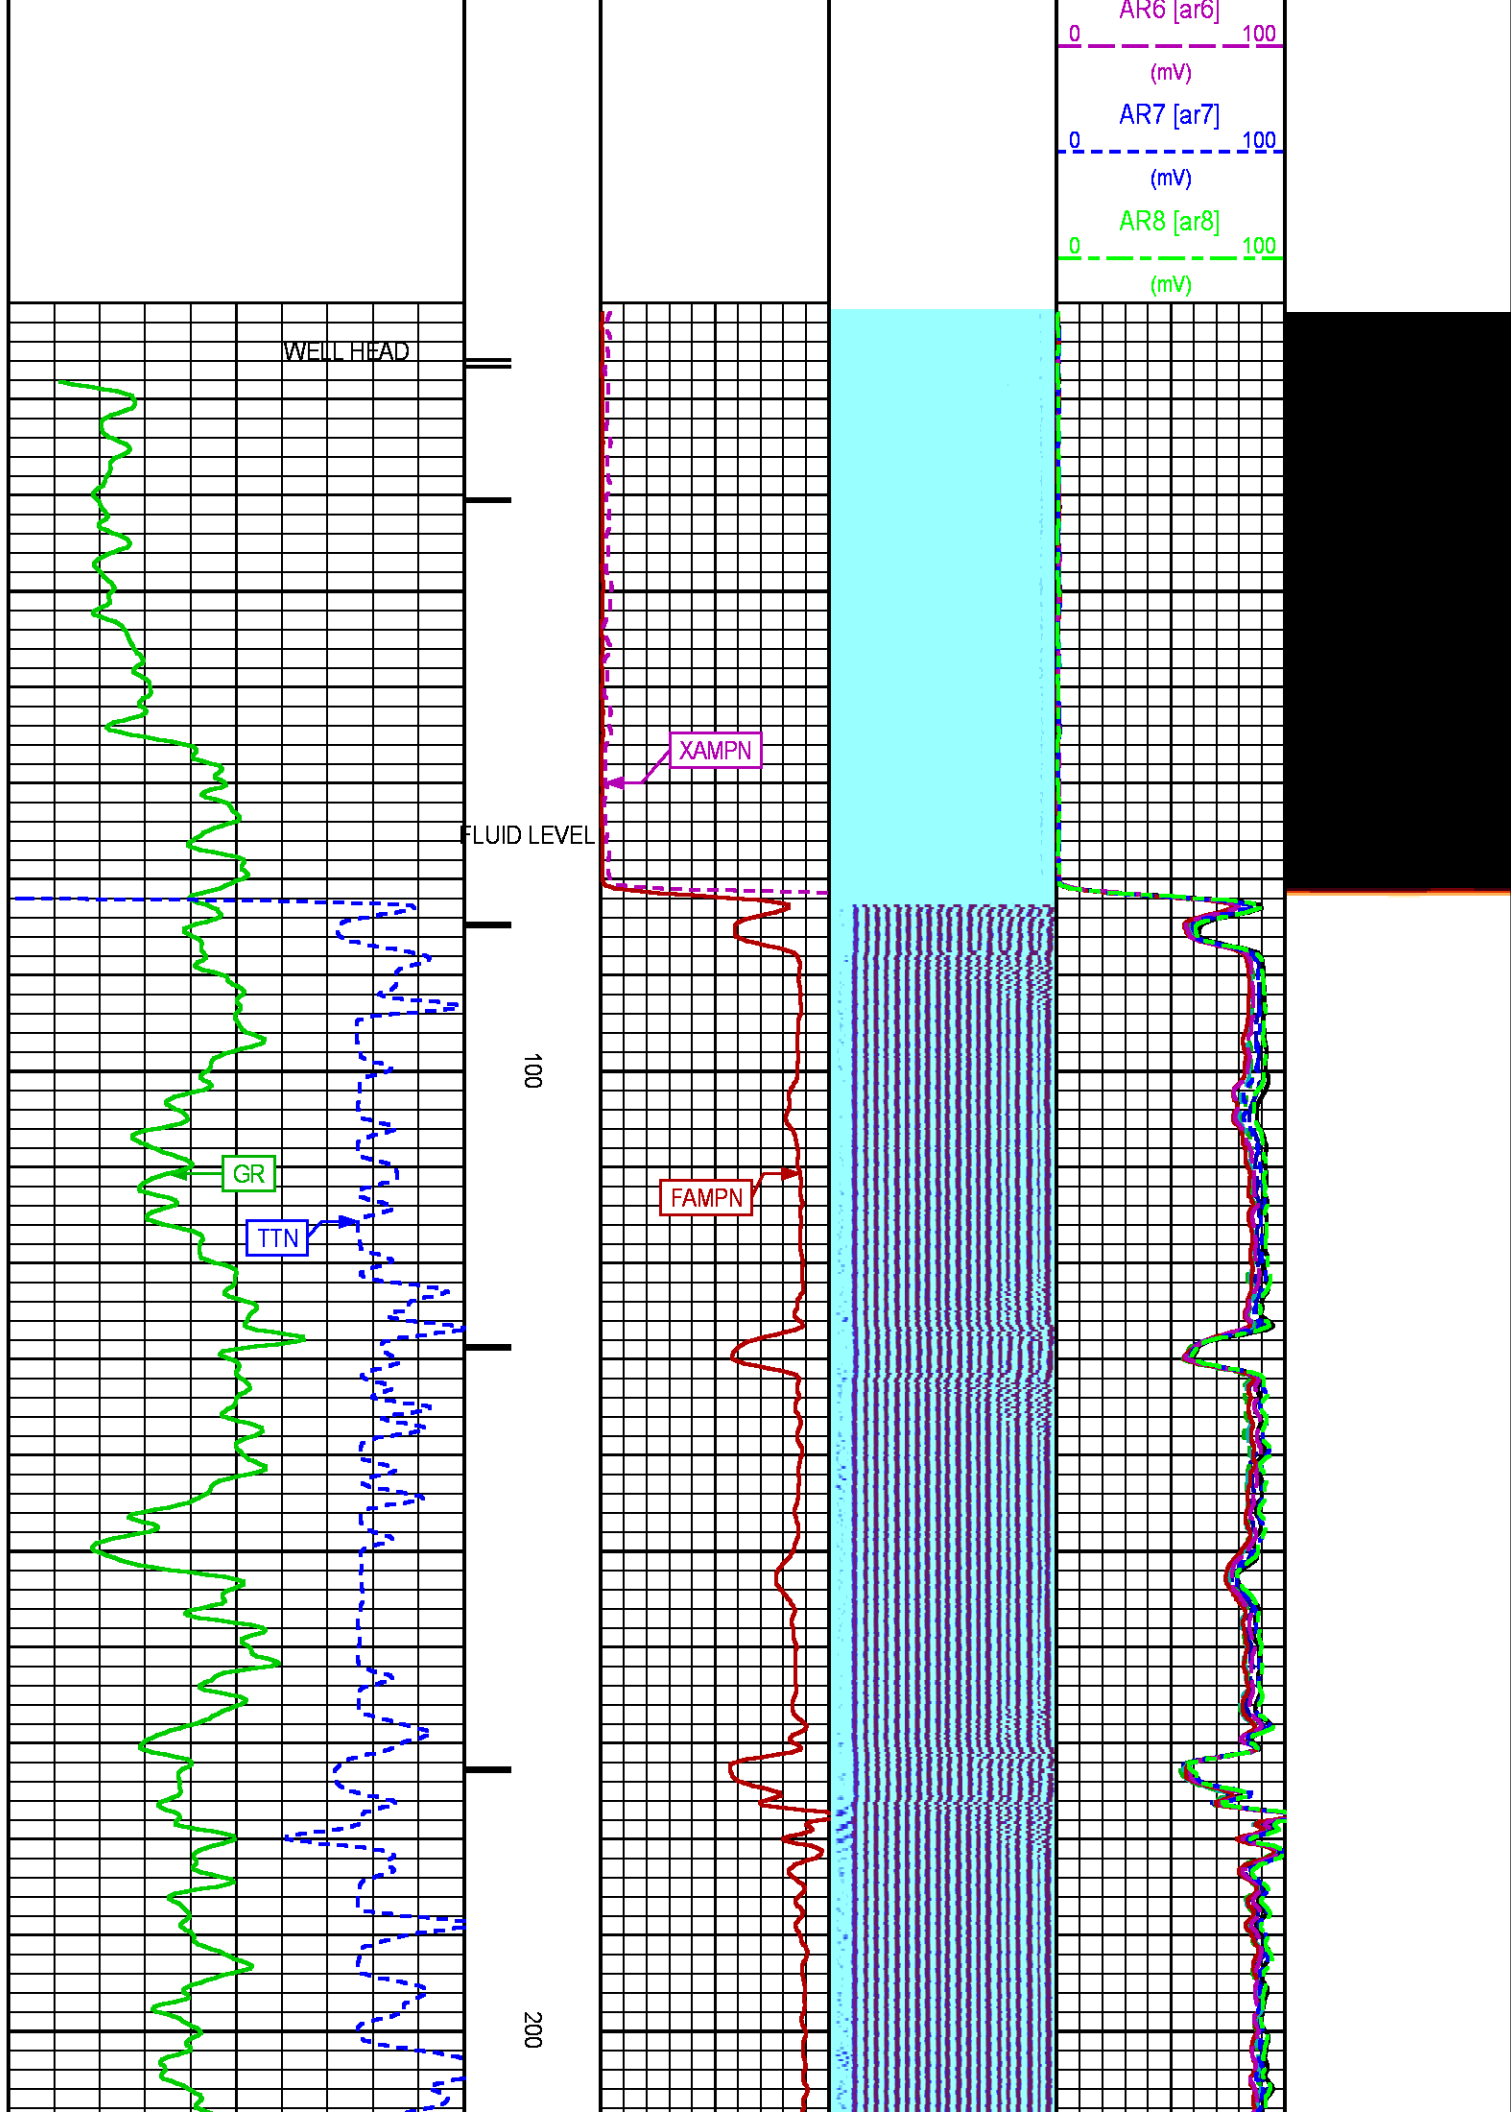 AR6 [ar6]
0 100
(mV)
AR7 [ar7]
0 100
(mV)
AR8 [ar8]
0 100
(mV)
WELL HEAD
XAMPN
FLUID LEVEL
100
GR
FAMPN
TTN
200